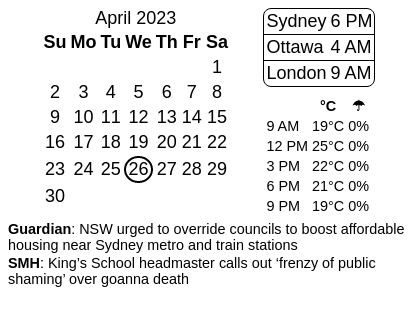 April 2023
Su Mo Tu We Th Fr Sa
1
2 3 4 5 6 7 8
9 10 11 12 13 14 15
16 17 18 19 20 21 22
23 24 25 26 27 28 29
30
Sydney 6 PM
Ottawa 4 AM
London 9 AM
°C ☂
9 AM 19°C 0%
12 PM 25°C 0%
3 PM 22°C 0%
6 PM 21°C 0%
9 PM 19°C 0%
Guardian: NSW urged to override councils to boost affordable
housing near Sydney metro and train stations
SMH: King’s School headmaster calls out ‘frenzy of public
shaming’ over goanna death